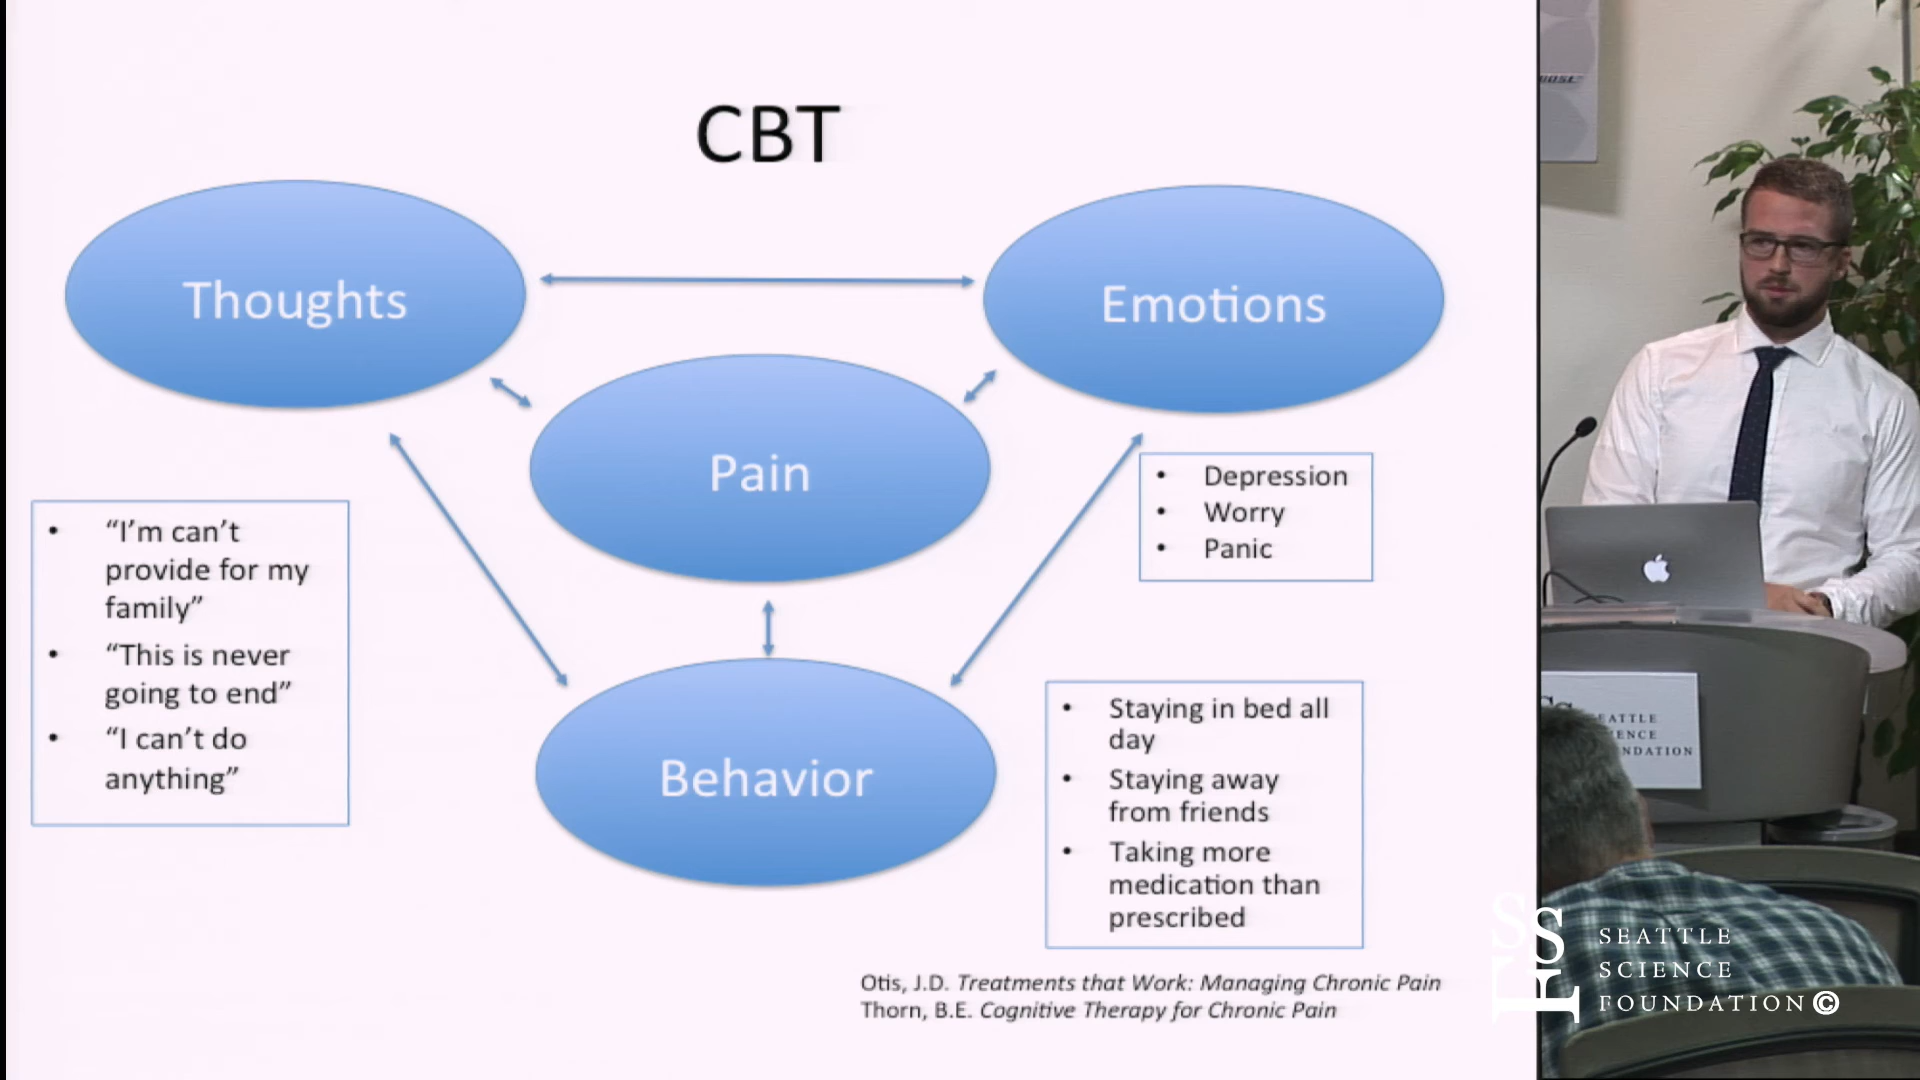 CBT
Thoughts
Emotions
Pain
Behavior
• "I'm can't
provide for my
family"
• "This is never
going to end"
• "I can't do
anything"
• Depression
• Worry
• Panic
• Staying in bed all
day
• Staying away
from friends
• Taking more
medication than
prescribed
Otis, J.D. Treatments that Work: Managing Chronic Pain
Thorn, B.E. Cognitive Therapy for Chronic Pain
SEATTLE
SCIENCE
FOUNDATION©